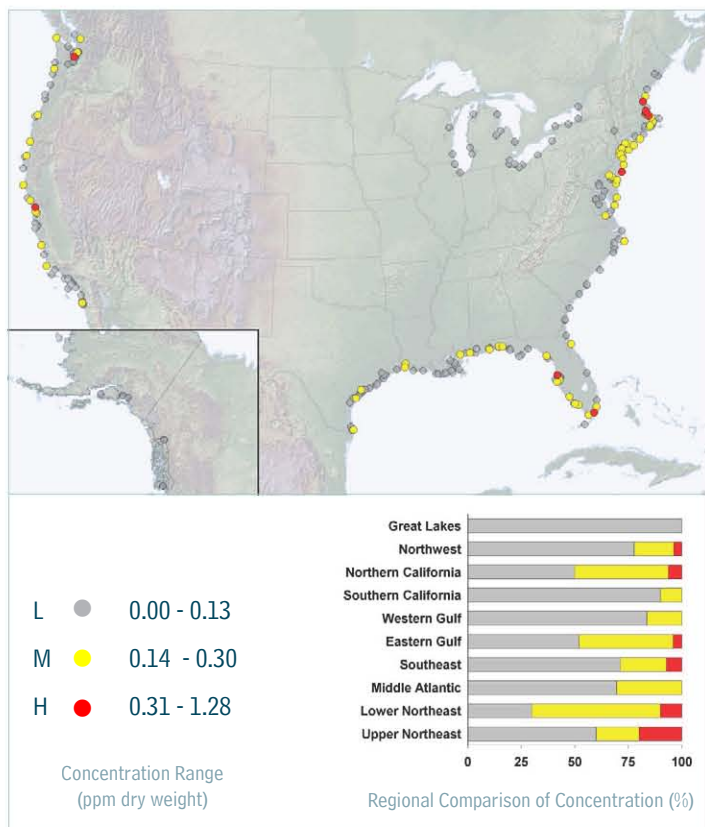 L 0.00 - 0.13
M 0.14 - 0.30
H 0.31 - 1.28
Concentration Range
(ppm dry weight)
Great Lakes
Northwest
Northern California
Southern California
Western Gulf
Eastern Gulf
Southeast
Middle Atlantic
Lower Northeast
Upper Northeast
0 25 50 75 100
Regional Comparison of Concentration (%)